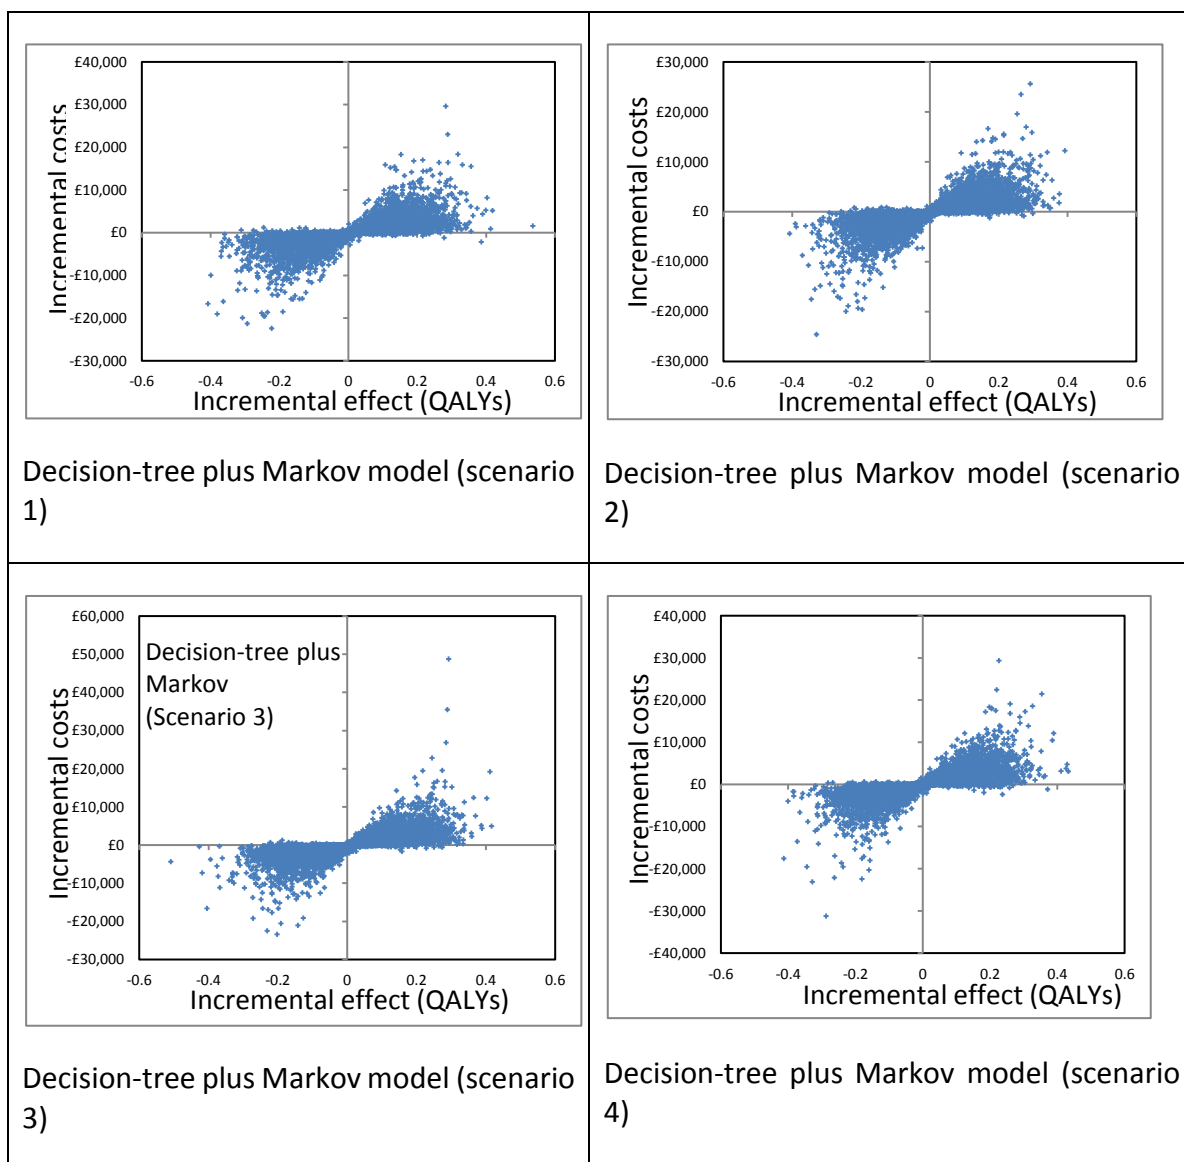 £40,000
£30,000
£20,000
£10,000
£0
-£10,000
-£20,000
-£30,000
Incremental costs
-0.6 -0.4 -0.2 0 0.2 0.4 0.6
Incremental effect (QALYs)
Decision-tree plus Markov model (scenario
1)
£30,000
£20,000
£10,000
£0
-£10,000
-£20,000
-£30,000
Incremental costs
-0.6 -0.4 -0.2 0 0.2 0.4 0.6
Incremental effect (QALYs)
Decision-tree plus Markov model (scenario
2)
£60,000
£50,000
£40,000
£30,000
£20,000
£10,000
£0
-£10,000
-£20,000
-£30,000
Incremental costs
Decision-tree plus
Markov
(Scenario 3)
-0.6 -0.4 -0.2 0 0.2 0.4 0.6
Incremental effect (QALYs)
Decision-tree plus Markov model (scenario
3)
£40,000
£30,000
£20,000
£10,000
£0
-£10,000
-£20,000
-£30,000
-£40,000
Incremental costs
-0.6 -0.4 -0.2 0 0.2 0.4 0.6
Incremental effect (QALYs)
Decision-tree plus Markov model (scenario
4)